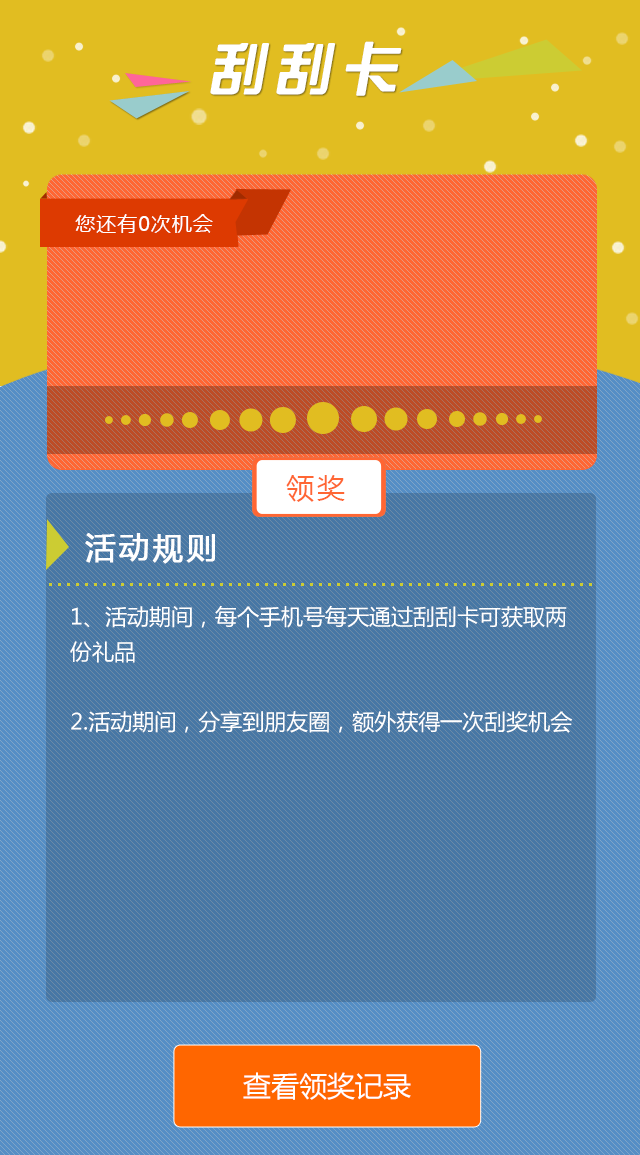 刮刮卡
您还有0次机会
领奖
活动规则
1、活动期间，每个手机号每天通过刮刮卡可获取两
份礼品
2.活动期间，分享到朋友圈，额外获得一次刮奖机会
查看领奖记录